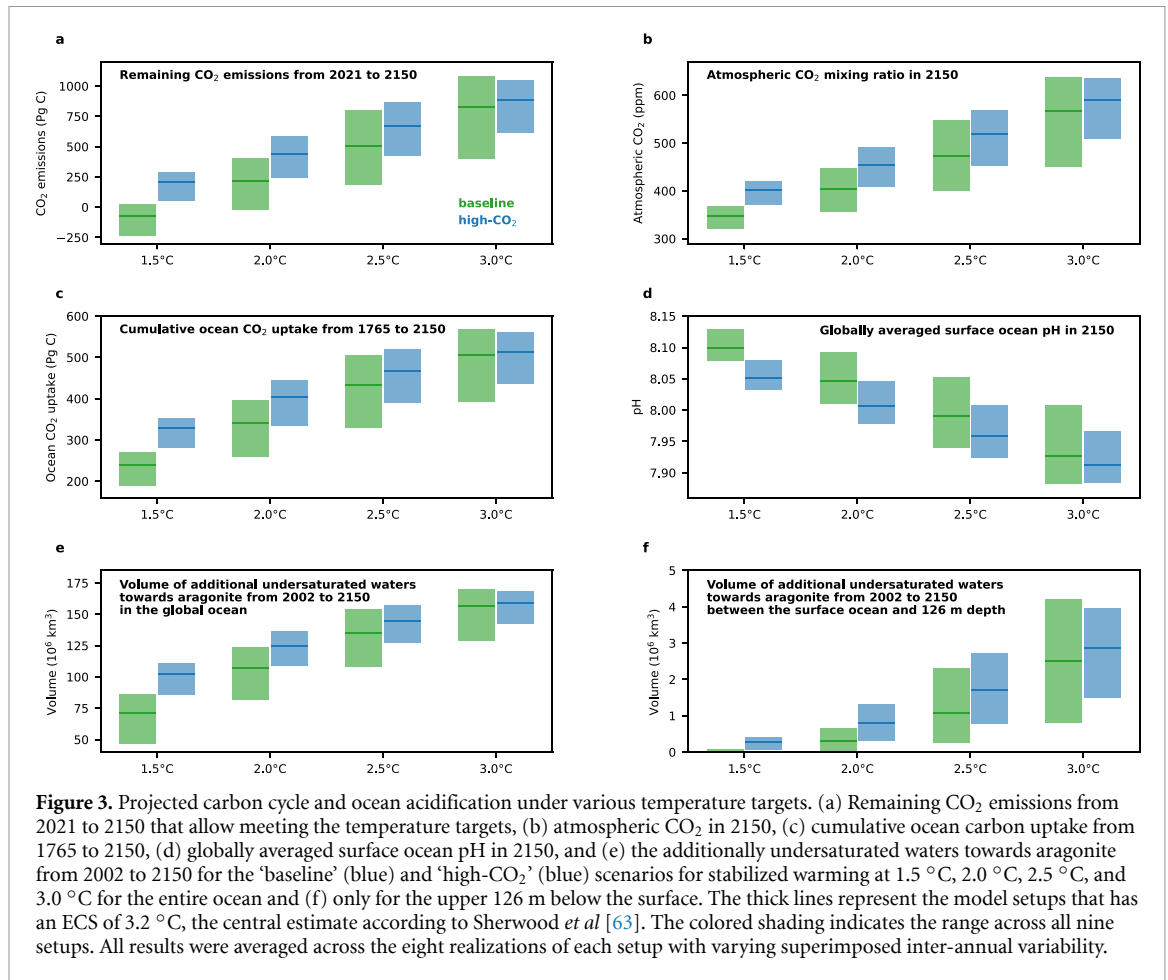 a
Remaining CO₂ emissions from 2021 to 2150
CO₂ emissions (Pg C)
1000
750
500
250
0
−250
baseline
high-CO₂
1.5°C 2.0°C 2.5°C 3.0°C
b
Atmospheric CO₂ mixing ratio in 2150
Atmospheric CO₂ (ppm)
600
500
400
300
1.5°C 2.0°C 2.5°C 3.0°C
c
Cumulative ocean CO₂ uptake from 1765 to 2150
Ocean CO₂ uptake (Pg C)
600
500
400
300
200
1.5°C 2.0°C 2.5°C 3.0°C
d
Globally averaged surface ocean pH in 2150
pH
8.15
8.10
8.05
8.00
7.95
7.90
1.5°C 2.0°C 2.5°C 3.0°C
e
Volume of additional undersaturated waters
towards aragonite from 2002 to 2150
in the global ocean
Volume (10⁶ km³)
175
150
125
100
75
50
1.5°C 2.0°C 2.5°C 3.0°C
f
Volume of additional undersaturated waters
towards aragonite from 2002 to 2150
between the surface ocean and 126 m depth
Volume (10⁶ km³)
5
4
3
2
1
0
1.5°C 2.0°C 2.5°C 3.0°C
Figure 3. Projected carbon cycle and ocean acidification under various temperature targets. (a) Remaining CO₂ emissions from
2021 to 2150 that allow meeting the temperature targets, (b) atmospheric CO₂ in 2150, (c) cumulative ocean carbon uptake from
1765 to 2150, (d) globally averaged surface ocean pH in 2150, and (e) the additionally undersaturated waters towards aragonite
from 2002 to 2150 for the ‘baseline’ (blue) and ‘high-CO₂’ (blue) scenarios for stabilized warming at 1.5 °C, 2.0 °C, 2.5 °C, and
3.0 °C for the entire ocean and (f) only for the upper 126 m below the surface. The thick lines represent the model setups that has
an ECS of 3.2 °C, the central estimate according to Sherwood et al [63]. The colored shading indicates the range across all nine
setups. All results were averaged across the eight realizations of each setup with varying superimposed inter-annual variability.